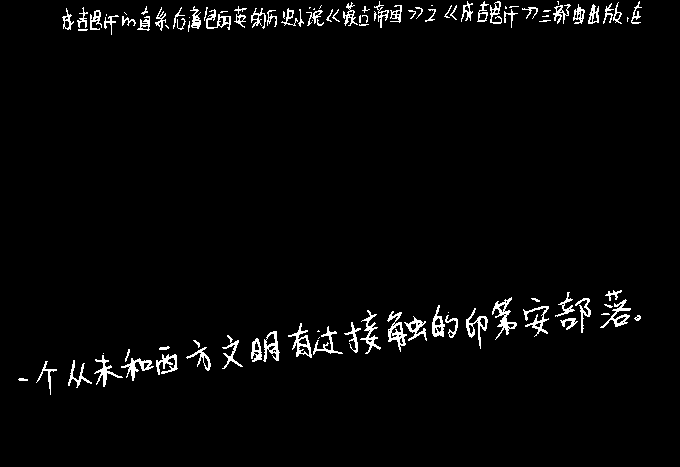 成吉思汗的直系后裔包丽英的历史小说《蒙古帝国》之《成吉思汗》三部曲出版,在
一个从未和西方文明有过接触的印第安部落。